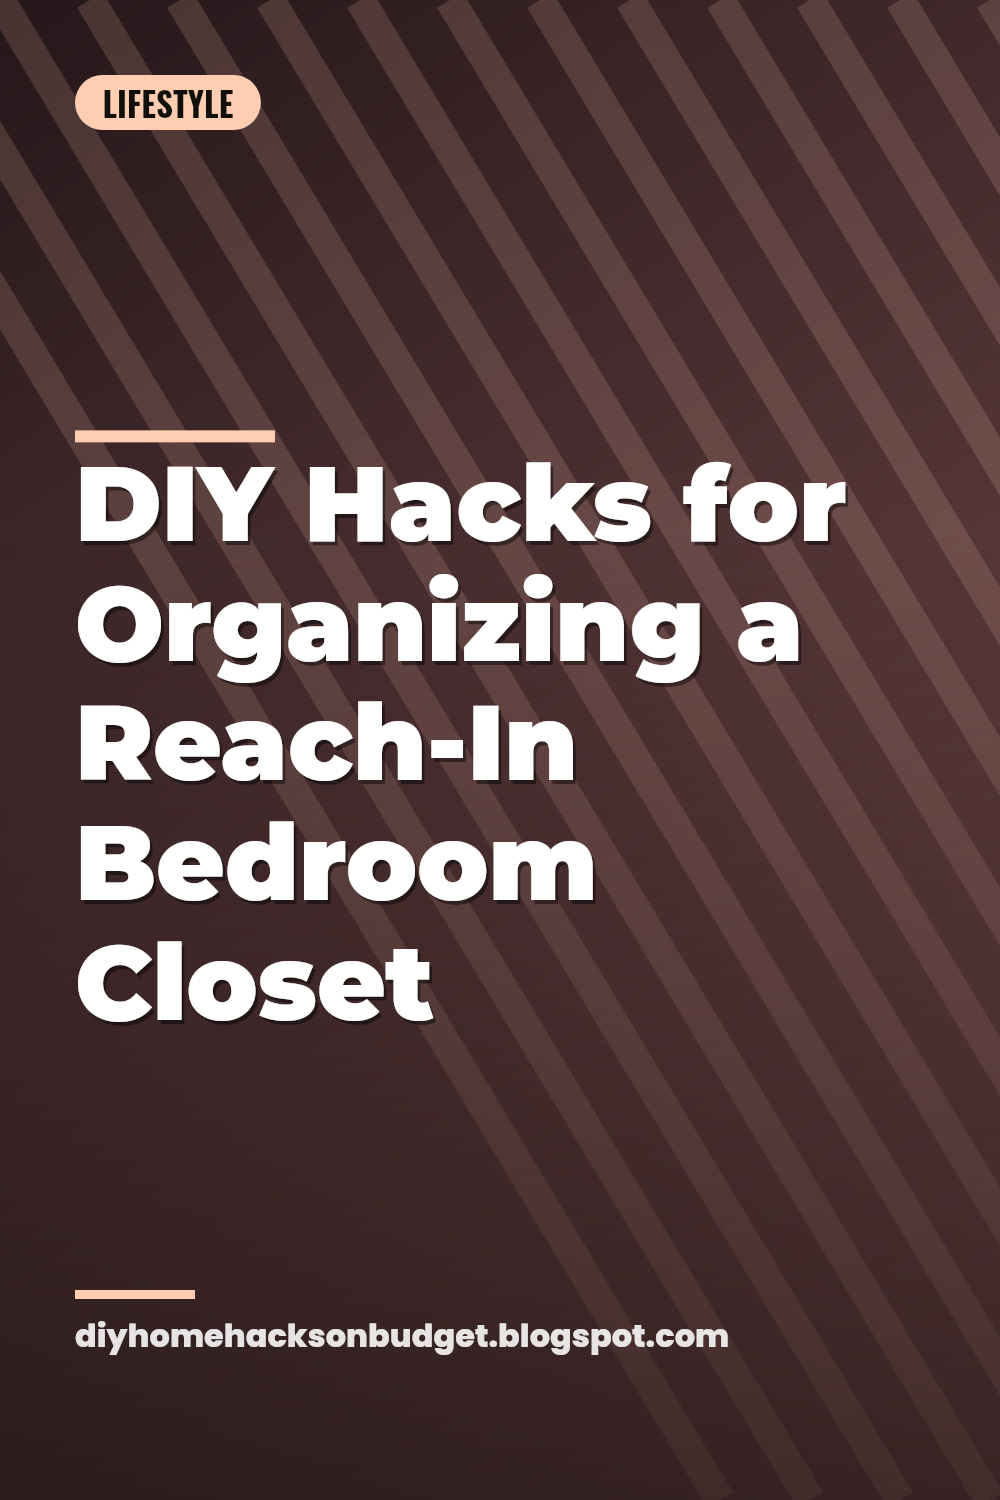 LIFESTYLE
DIY Hacks for
Organizing a
Reach-In
Bedroom
Closet
diyhomehacksonbudget.blogspot.com